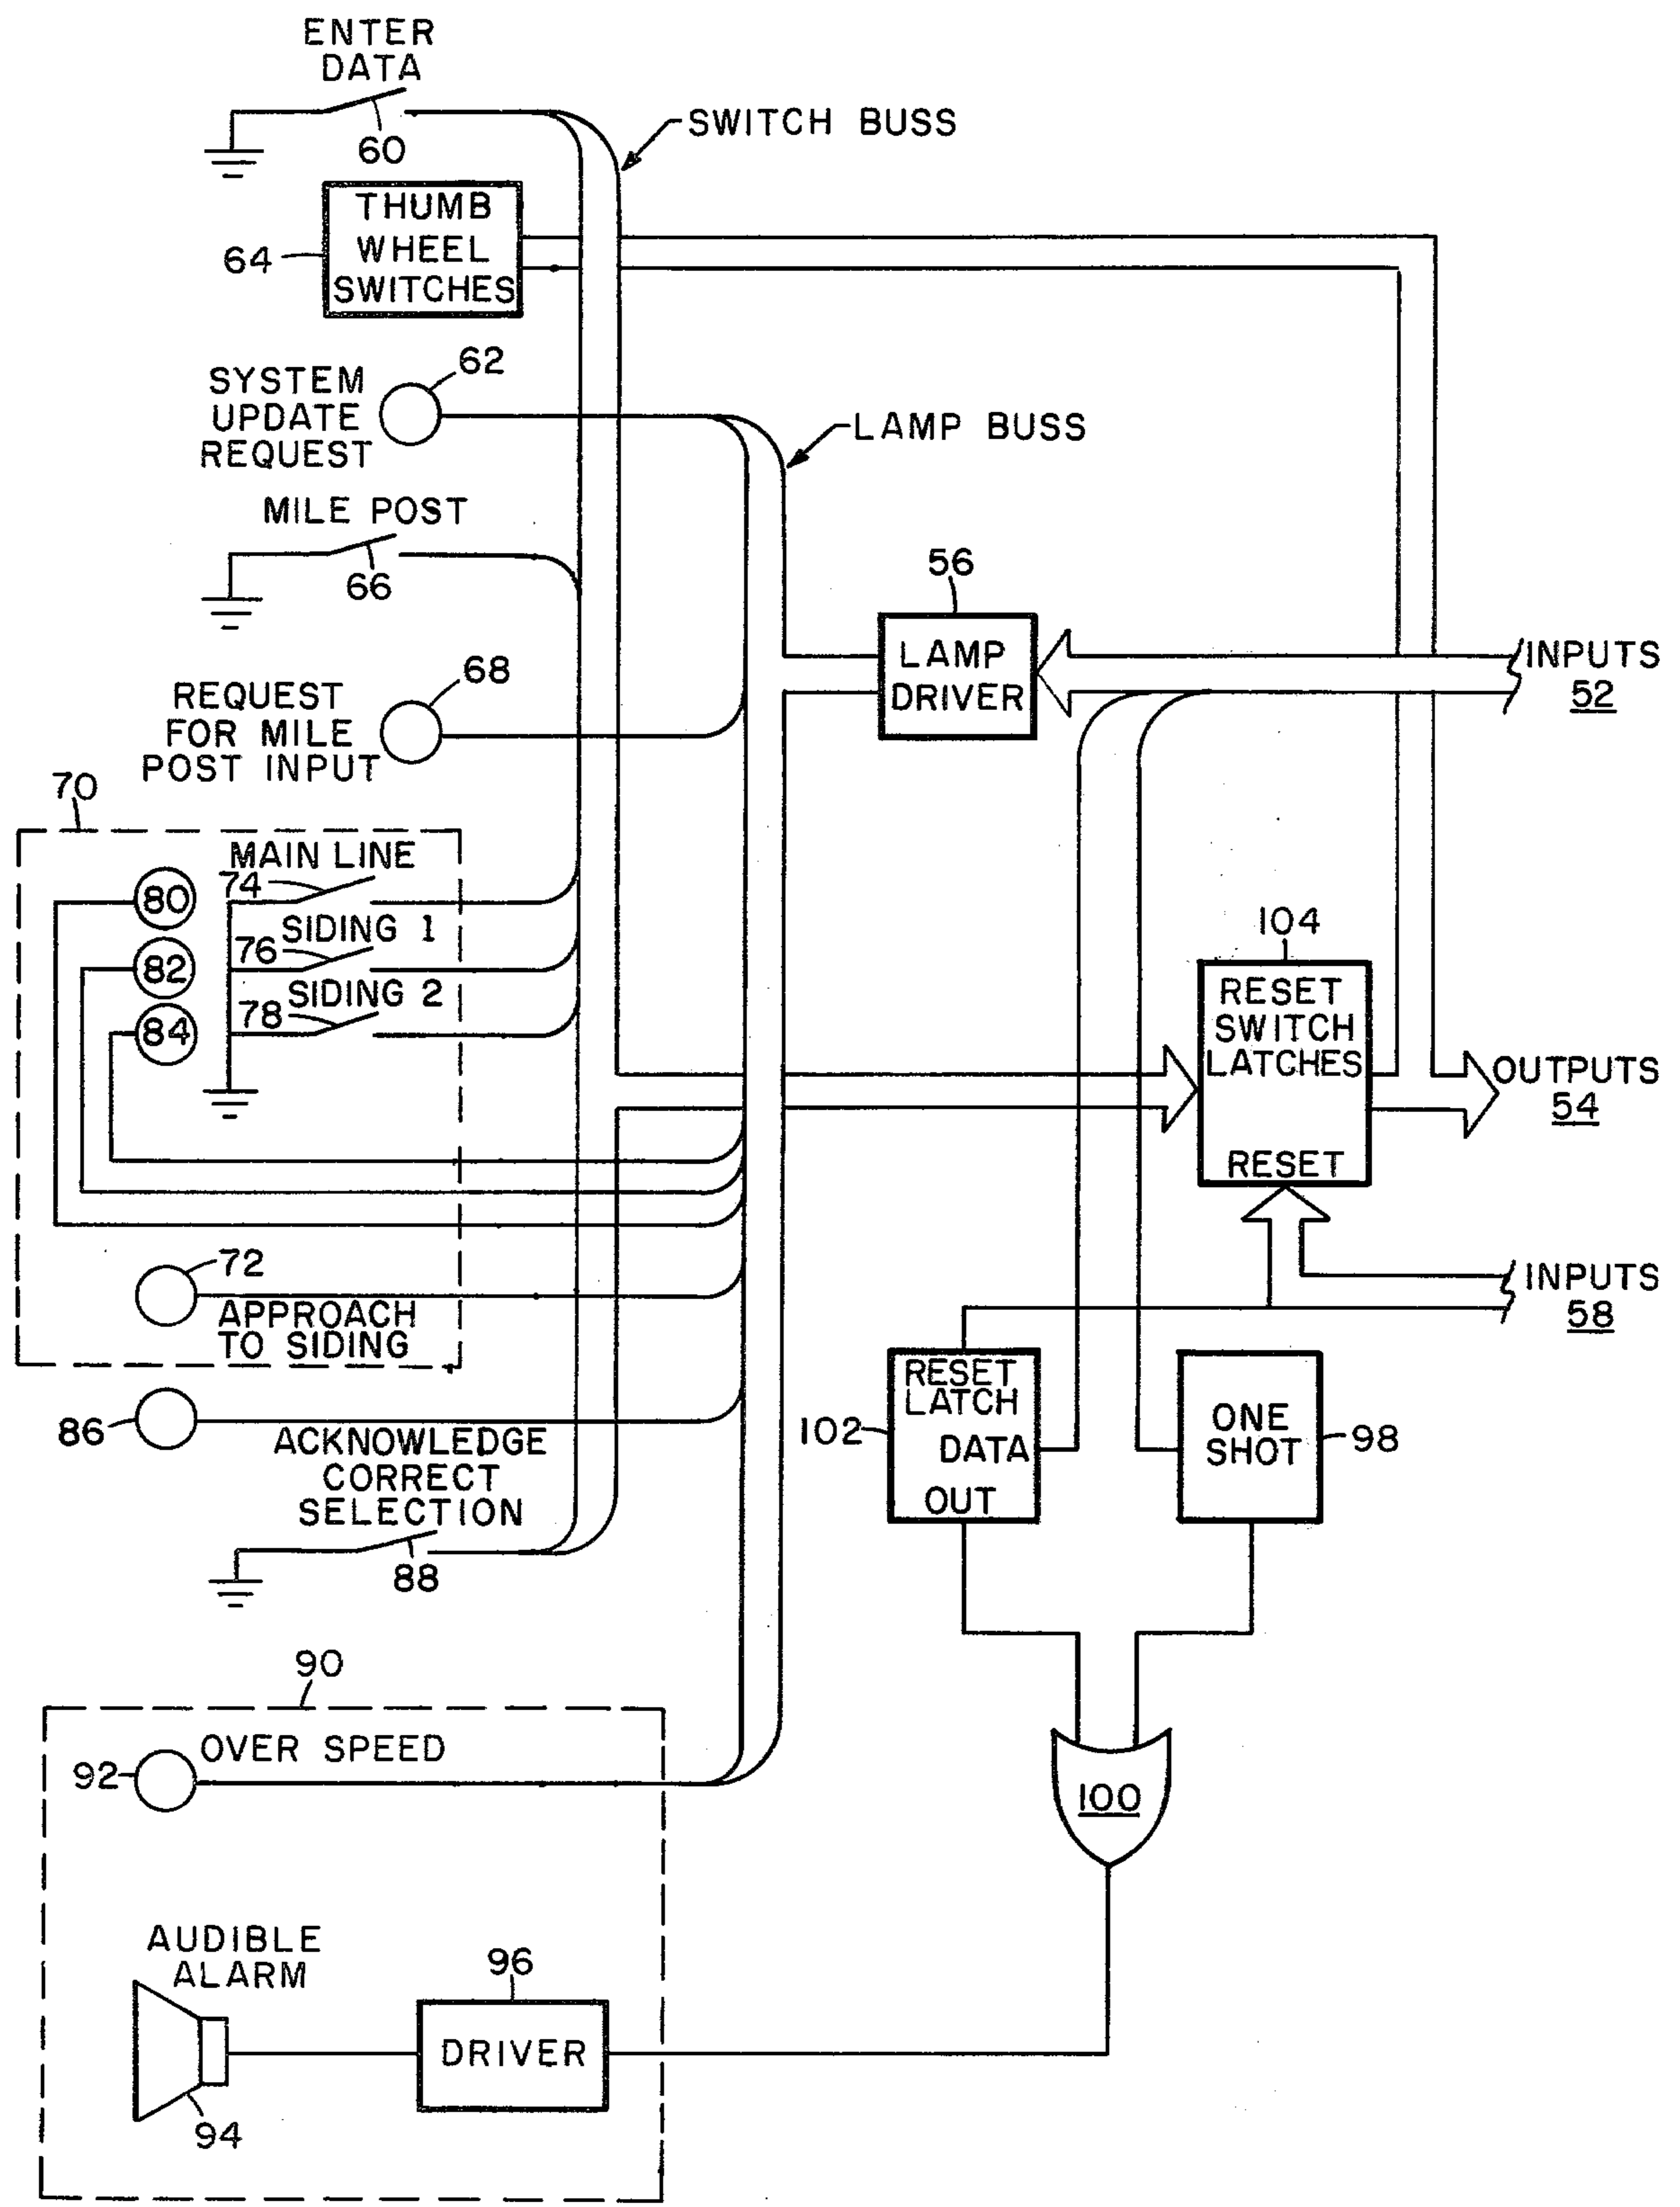 ENTER
DATA
60
SWITCH BUSS
THUMB
WHEEL
SWITCHES
64
62
SYSTEM
UPDATE
REQUEST
LAMP BUSS
MILE POST
66
56
LAMP
DRIVER
INPUTS
52
68
REQUEST
FOR MILE
POST INPUT
70
MAIN LINE
74
80
SIDING 1
76
82
SIDING 2
78
84
104
RESET
SWITCH
LATCHES
RESET
OUTPUTS
54
72
APPROACH
TO SIDING
INPUTS
58
86
ACKNOWLEDGE
CORRECT
SELECTION
88
RESET
LATCH
DATA
OUT
102
ONE
SHOT
98
90
OVER SPEED
92
100
AUDIBLE
ALARM
94
96
DRIVER